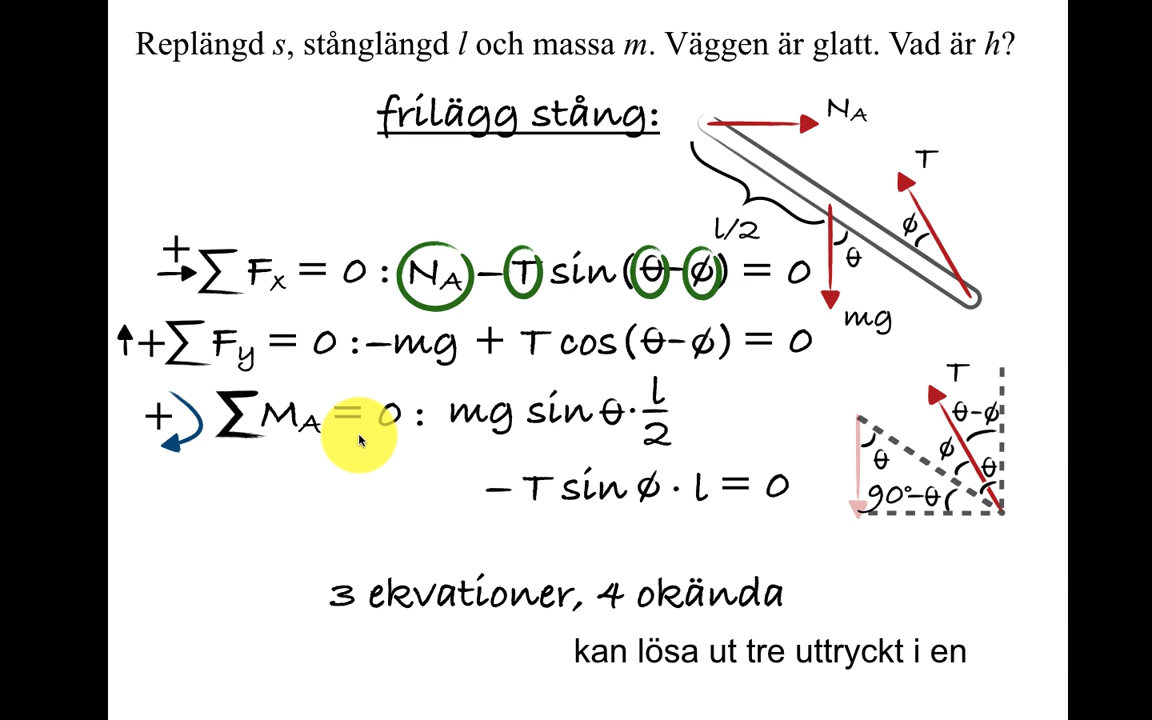 Replängd s, stånglängd l och massa m. Väggen är glatt. Vad är h?
frilägg stång:
N_A
T
φ
l/2
θ
mg
+→ ∑ F_x = 0 : N_A − T sin (θ−φ) = 0
↑+ ∑ F_y = 0 : −mg + T cos (θ−φ) = 0
+ ∑ M_A = 0 : mg sin θ · l/2
− T sin φ · l = 0
T
θ−φ
φ
θ
θ
90°−θ
3 ekvationer, 4 okända
kan lösa ut tre uttryckt i en